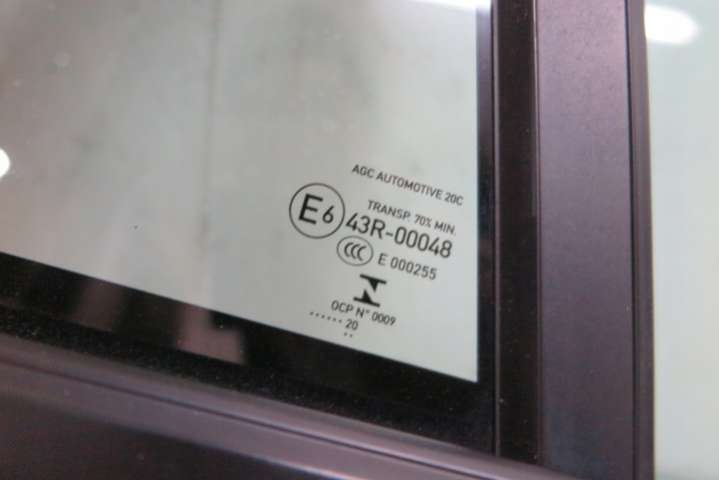 AGC AUTOMOTIVE 20C
TRANSP. 70% MIN.
E6 43R-00048
CCC E 000255
OCP N° 0009
...... 20
..